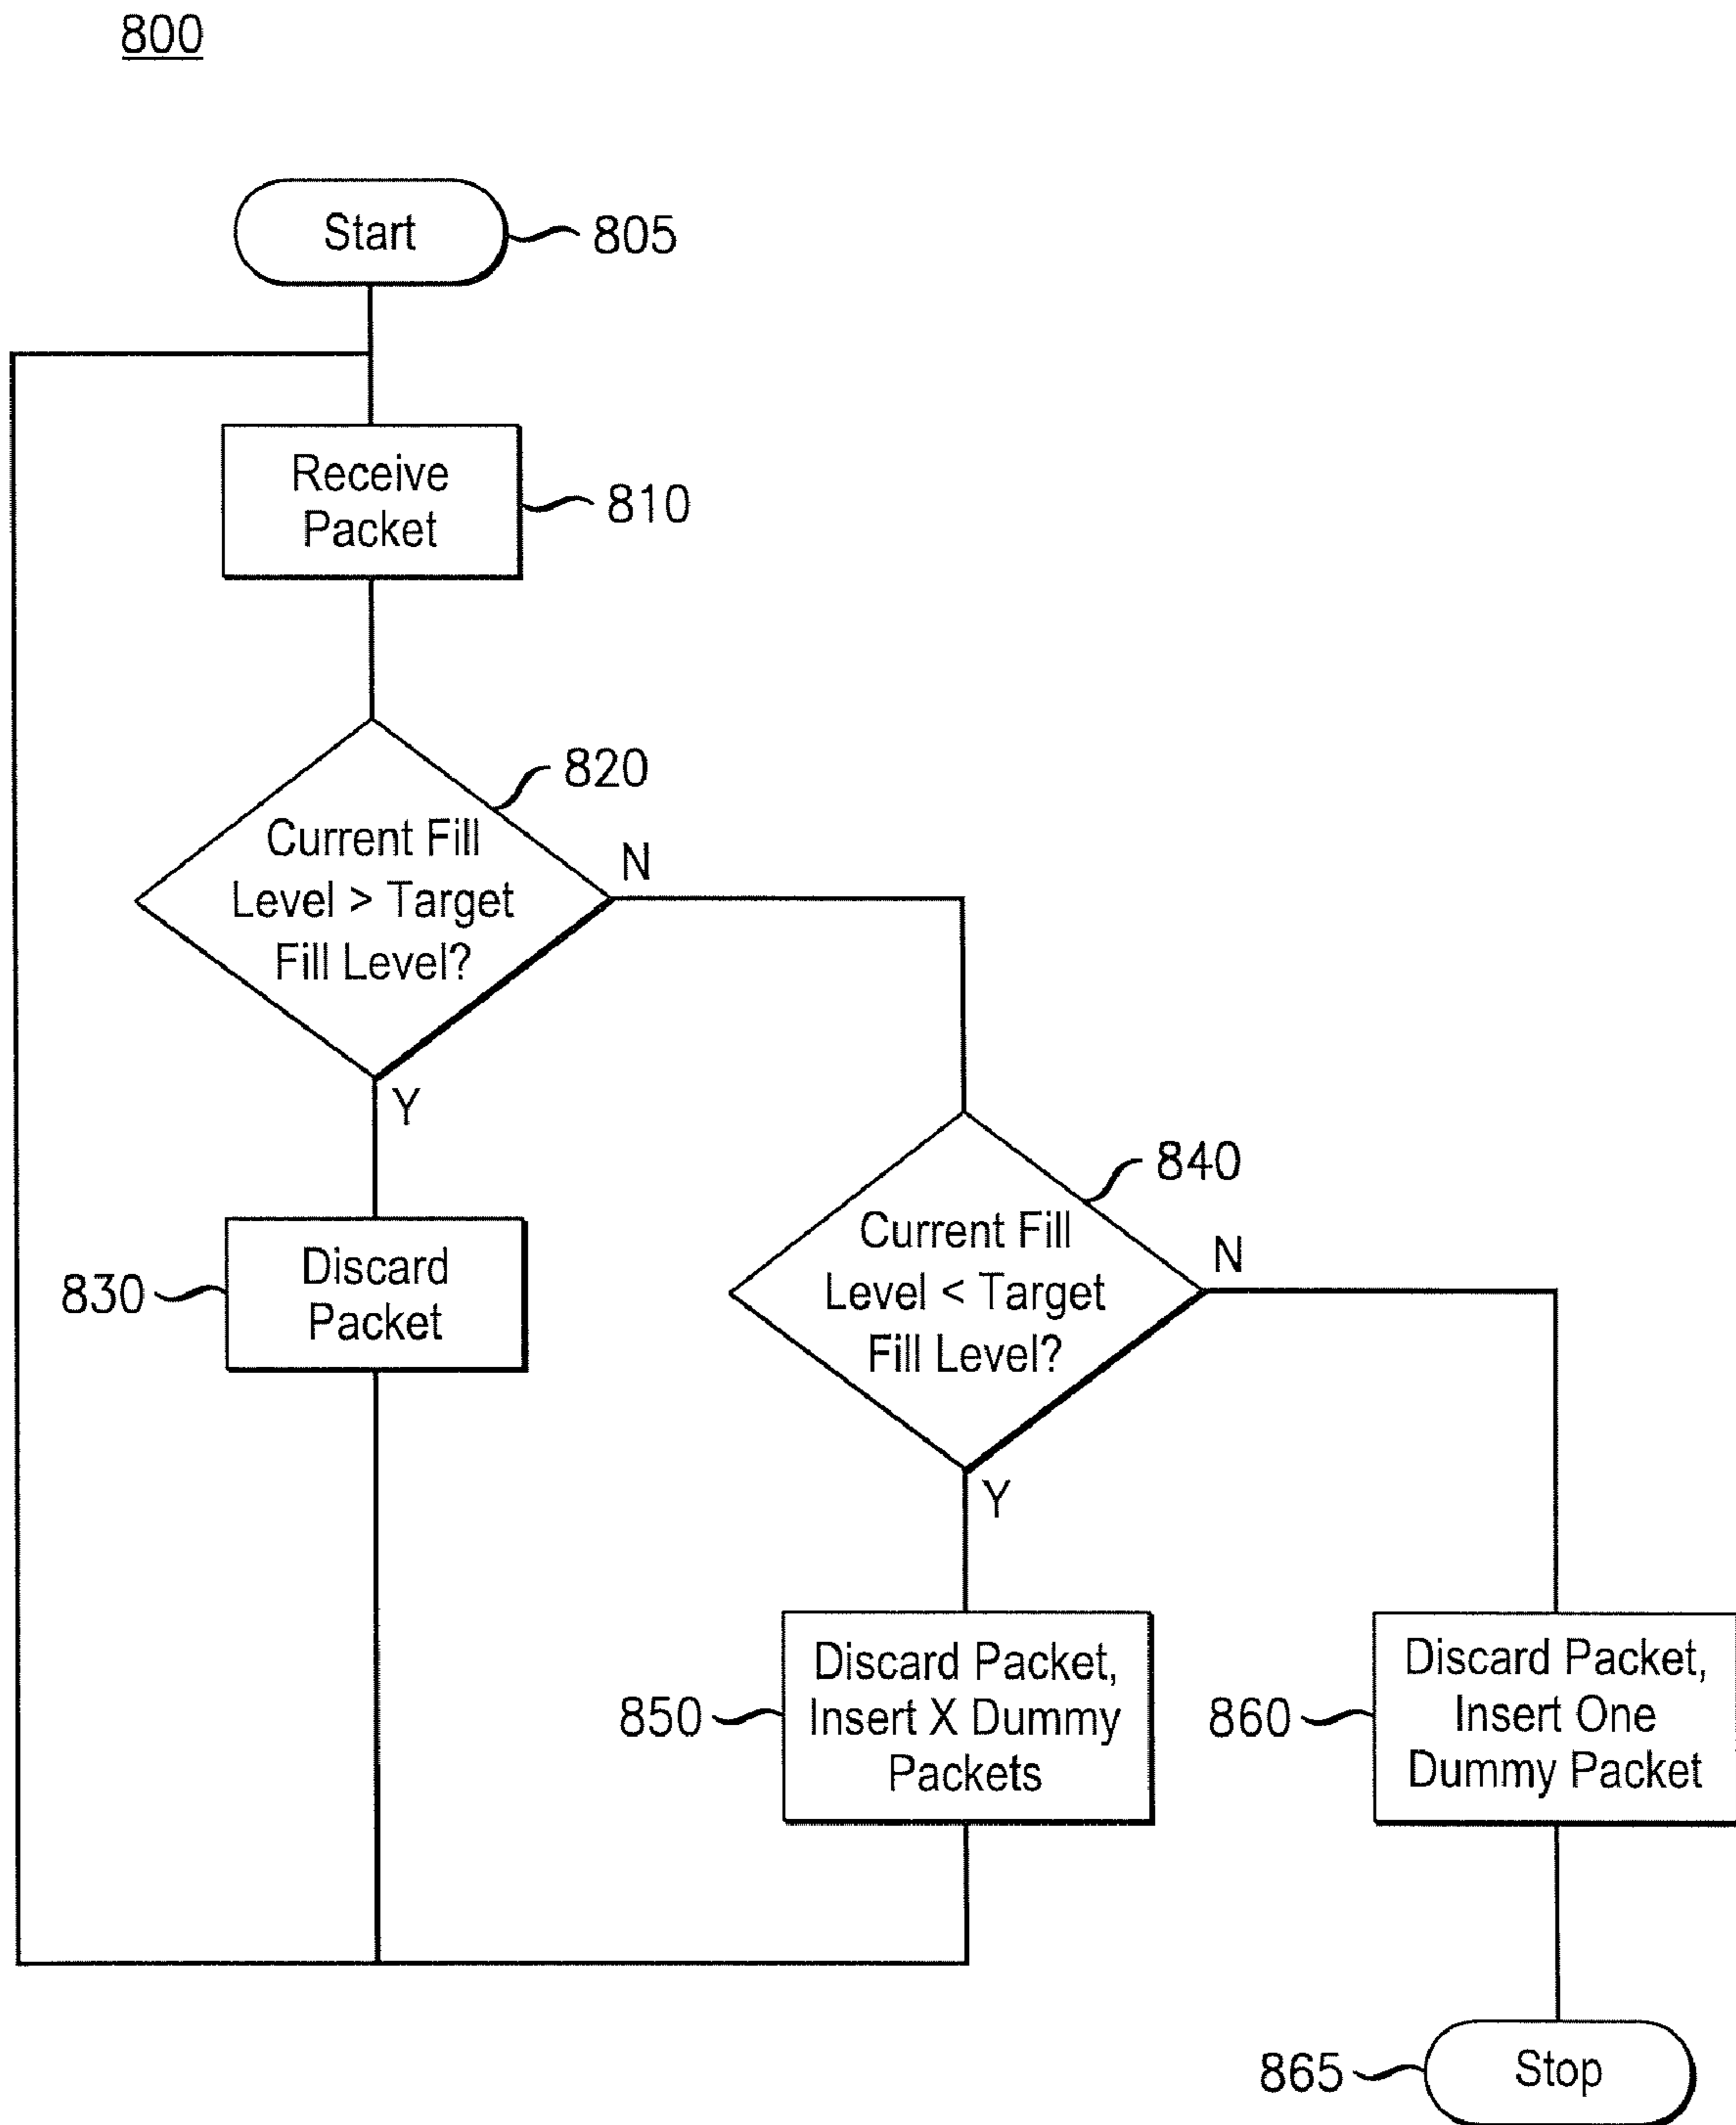 800
Start
805
Receive
Packet
810
820
Current Fill
Level > Target
Fill Level?
N
Y
830
Discard
Packet
840
Current Fill
Level < Target
Fill Level?
N
Y
850
Discard Packet,
Insert X Dummy
Packets
860
Discard Packet,
Insert One
Dummy Packet
865
Stop